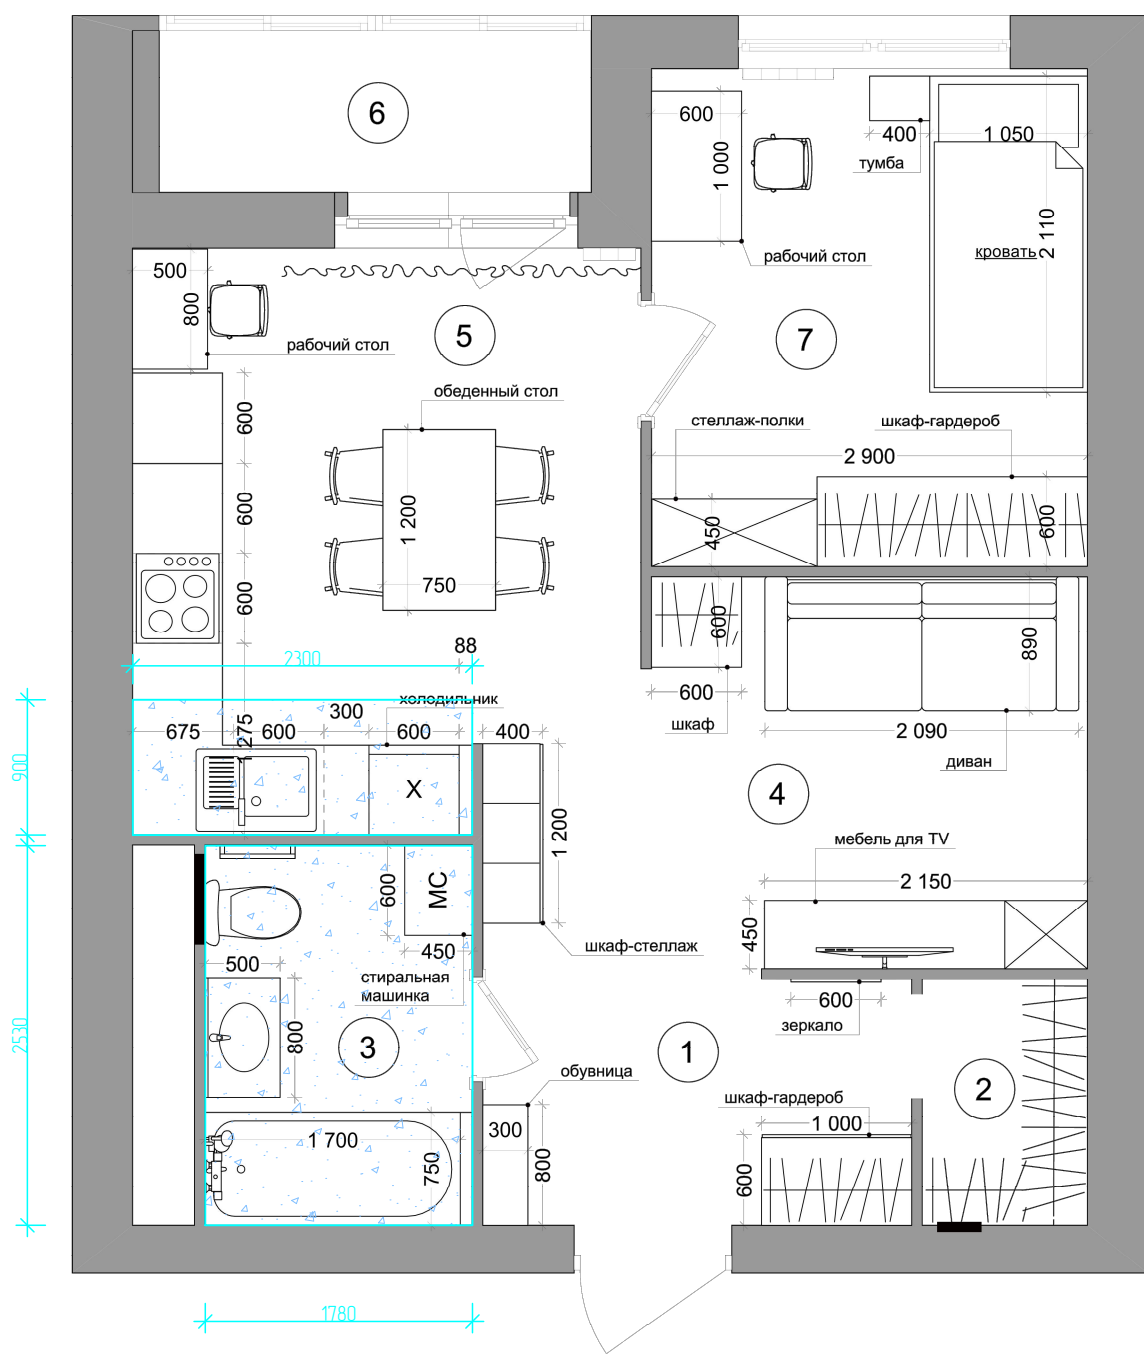 6
600
1 000
400
1 050
тумба
2 110
кровать
рабочий стол
500
800
рабочий стол
5
7
обеденный стол
стеллаж-полки
шкаф-гардероб
600
2 900
600
1 200
450
600
600
750
600
890
88
2300
600
холодильник
шкаф
300
675
600
1 275
600
400
2 090
диван
900
X
4
1 200
мебель для TV
600
МС
2 150
450
450
шкаф-стеллаж
500
стиральная
машинка
600
зеркало
2530
800
3
1
обувница
2
шкаф-гардероб
300
1 000
1 700
750
800
600
1780